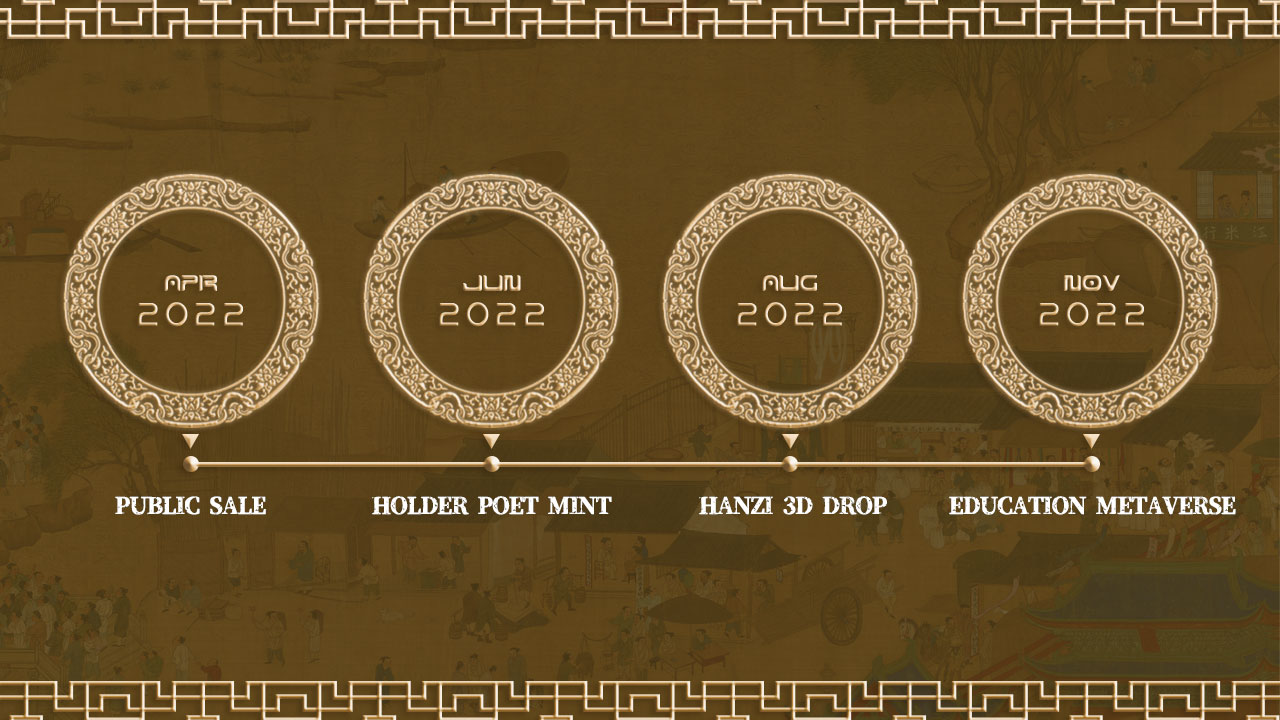 APR
2022
JUN
2022
AUG
2022
NOV
2022
PUBLIC SALE
HOLDER POET MINT
HANZI 3D DROP
EDUCATION METAVERSE